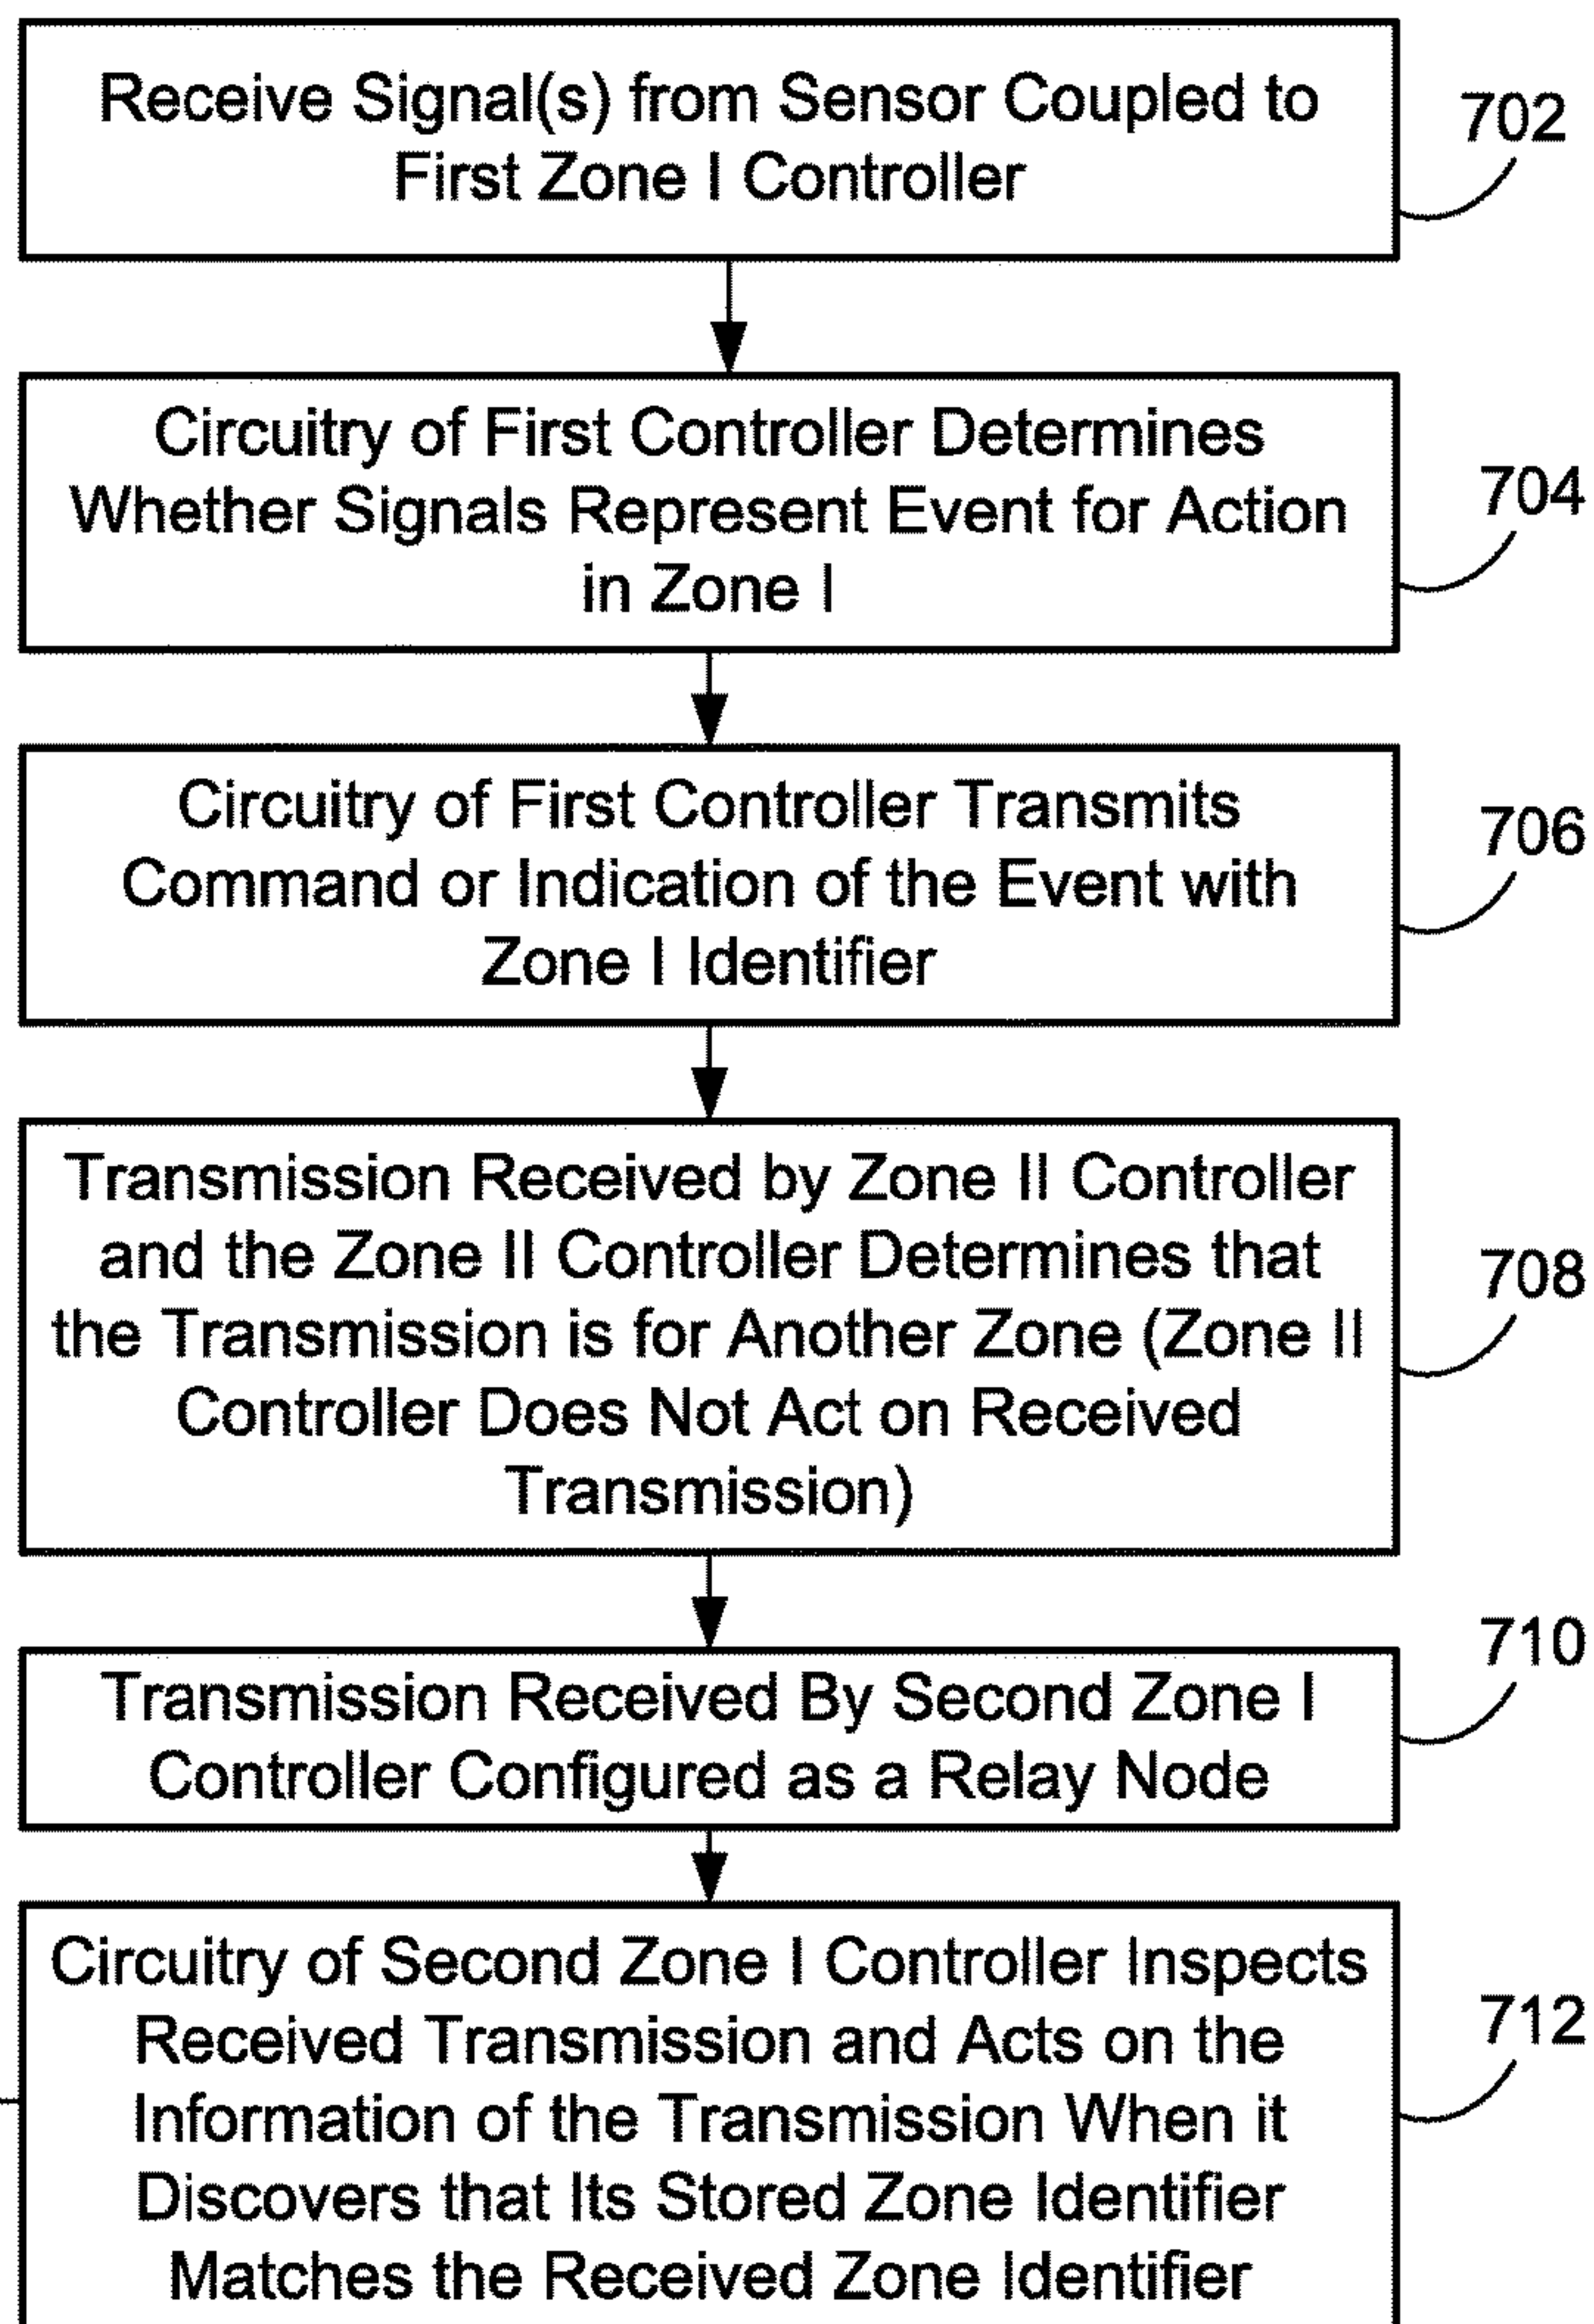 Receive Signal(s) from Sensor Coupled to
First Zone I Controller
702
Circuitry of First Controller Determines
Whether Signals Represent Event for Action
in Zone I
704
Circuitry of First Controller Transmits
Command or Indication of the Event with
Zone I Identifier
706
Transmission Received by Zone II Controller
and the Zone II Controller Determines that
the Transmission is for Another Zone (Zone II
Controller Does Not Act on Received
Transmission)
708
Transmission Received By Second Zone I
Controller Configured as a Relay Node
710
Circuitry of Second Zone I Controller Inspects
Received Transmission and Acts on the
Information of the Transmission When it
Discovers that Its Stored Zone Identifier
Matches the Received Zone Identifier
712